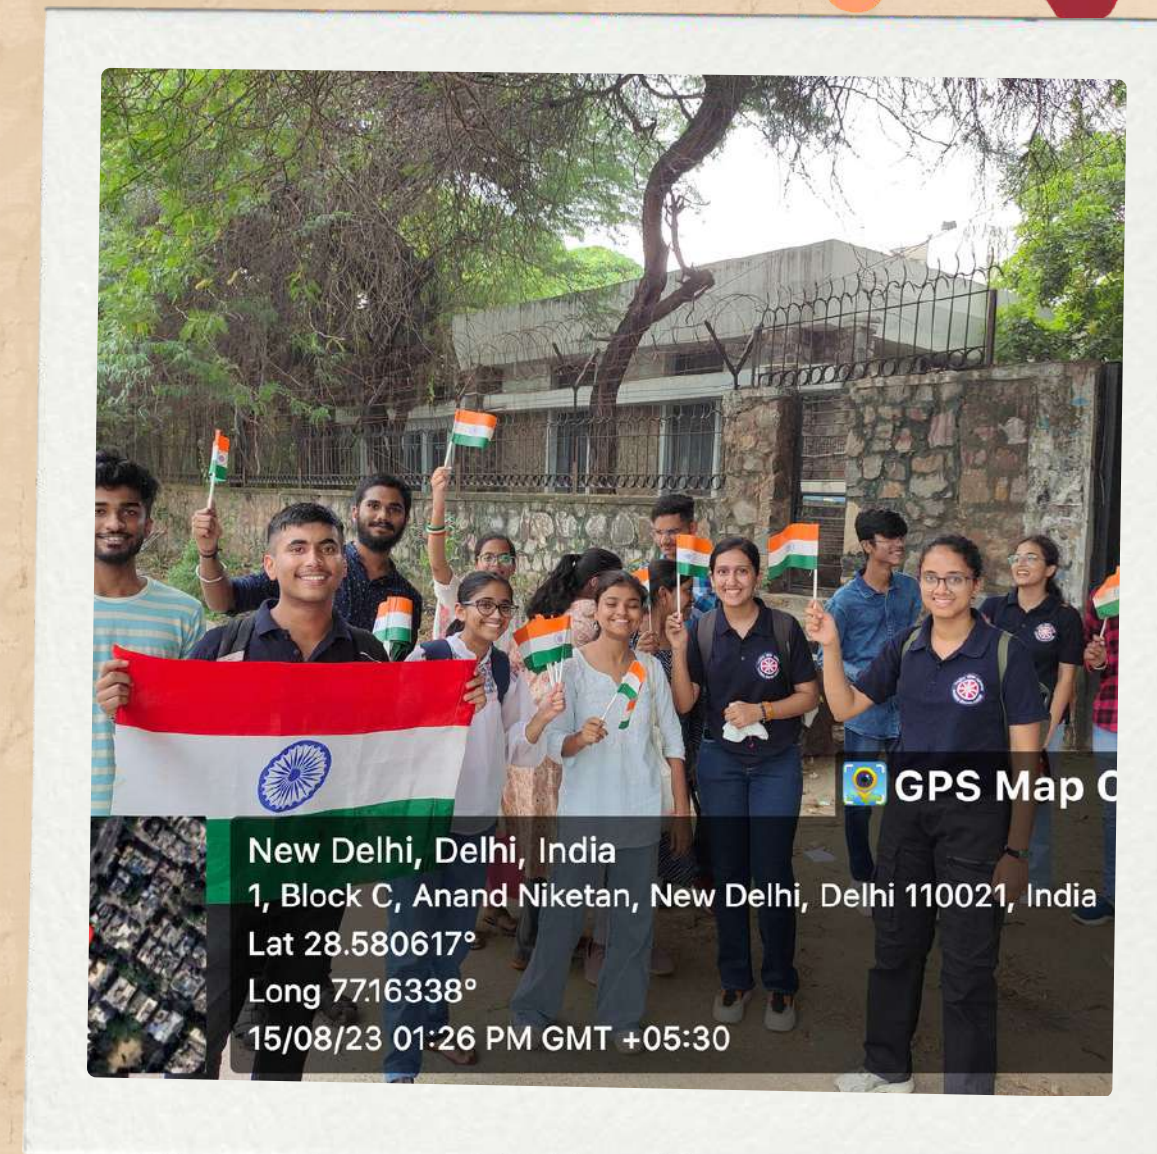 GPS Map C
New Delhi, Delhi, India
1, Block C, Anand Niketan, New Delhi, Delhi 110021, India
Lat 28.580617°
Long 77.16338°
15/08/23 01:26 PM GMT +05:30